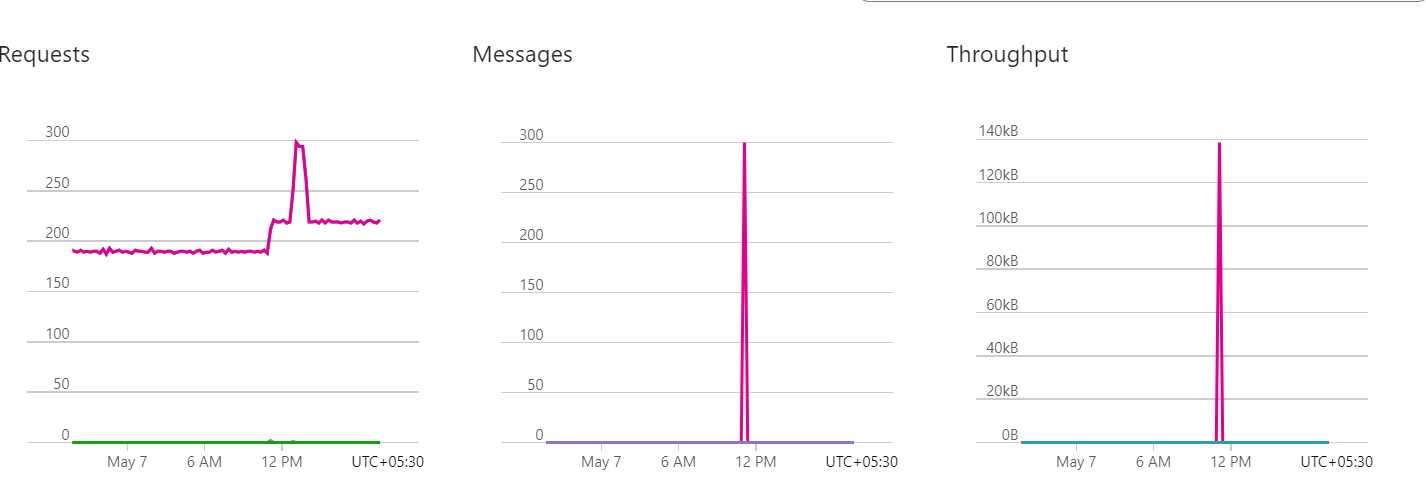 Requests
300
250
200
150
100
50
0
May 7 6 AM 12 PM UTC+05:30
Messages
300
250
200
150
100
50
0
May 7 6 AM 12 PM UTC+05:30
Throughput
140kB
120kB
100kB
80kB
60kB
40kB
20kB
0B
May 7 6 AM 12 PM UTC+05:30